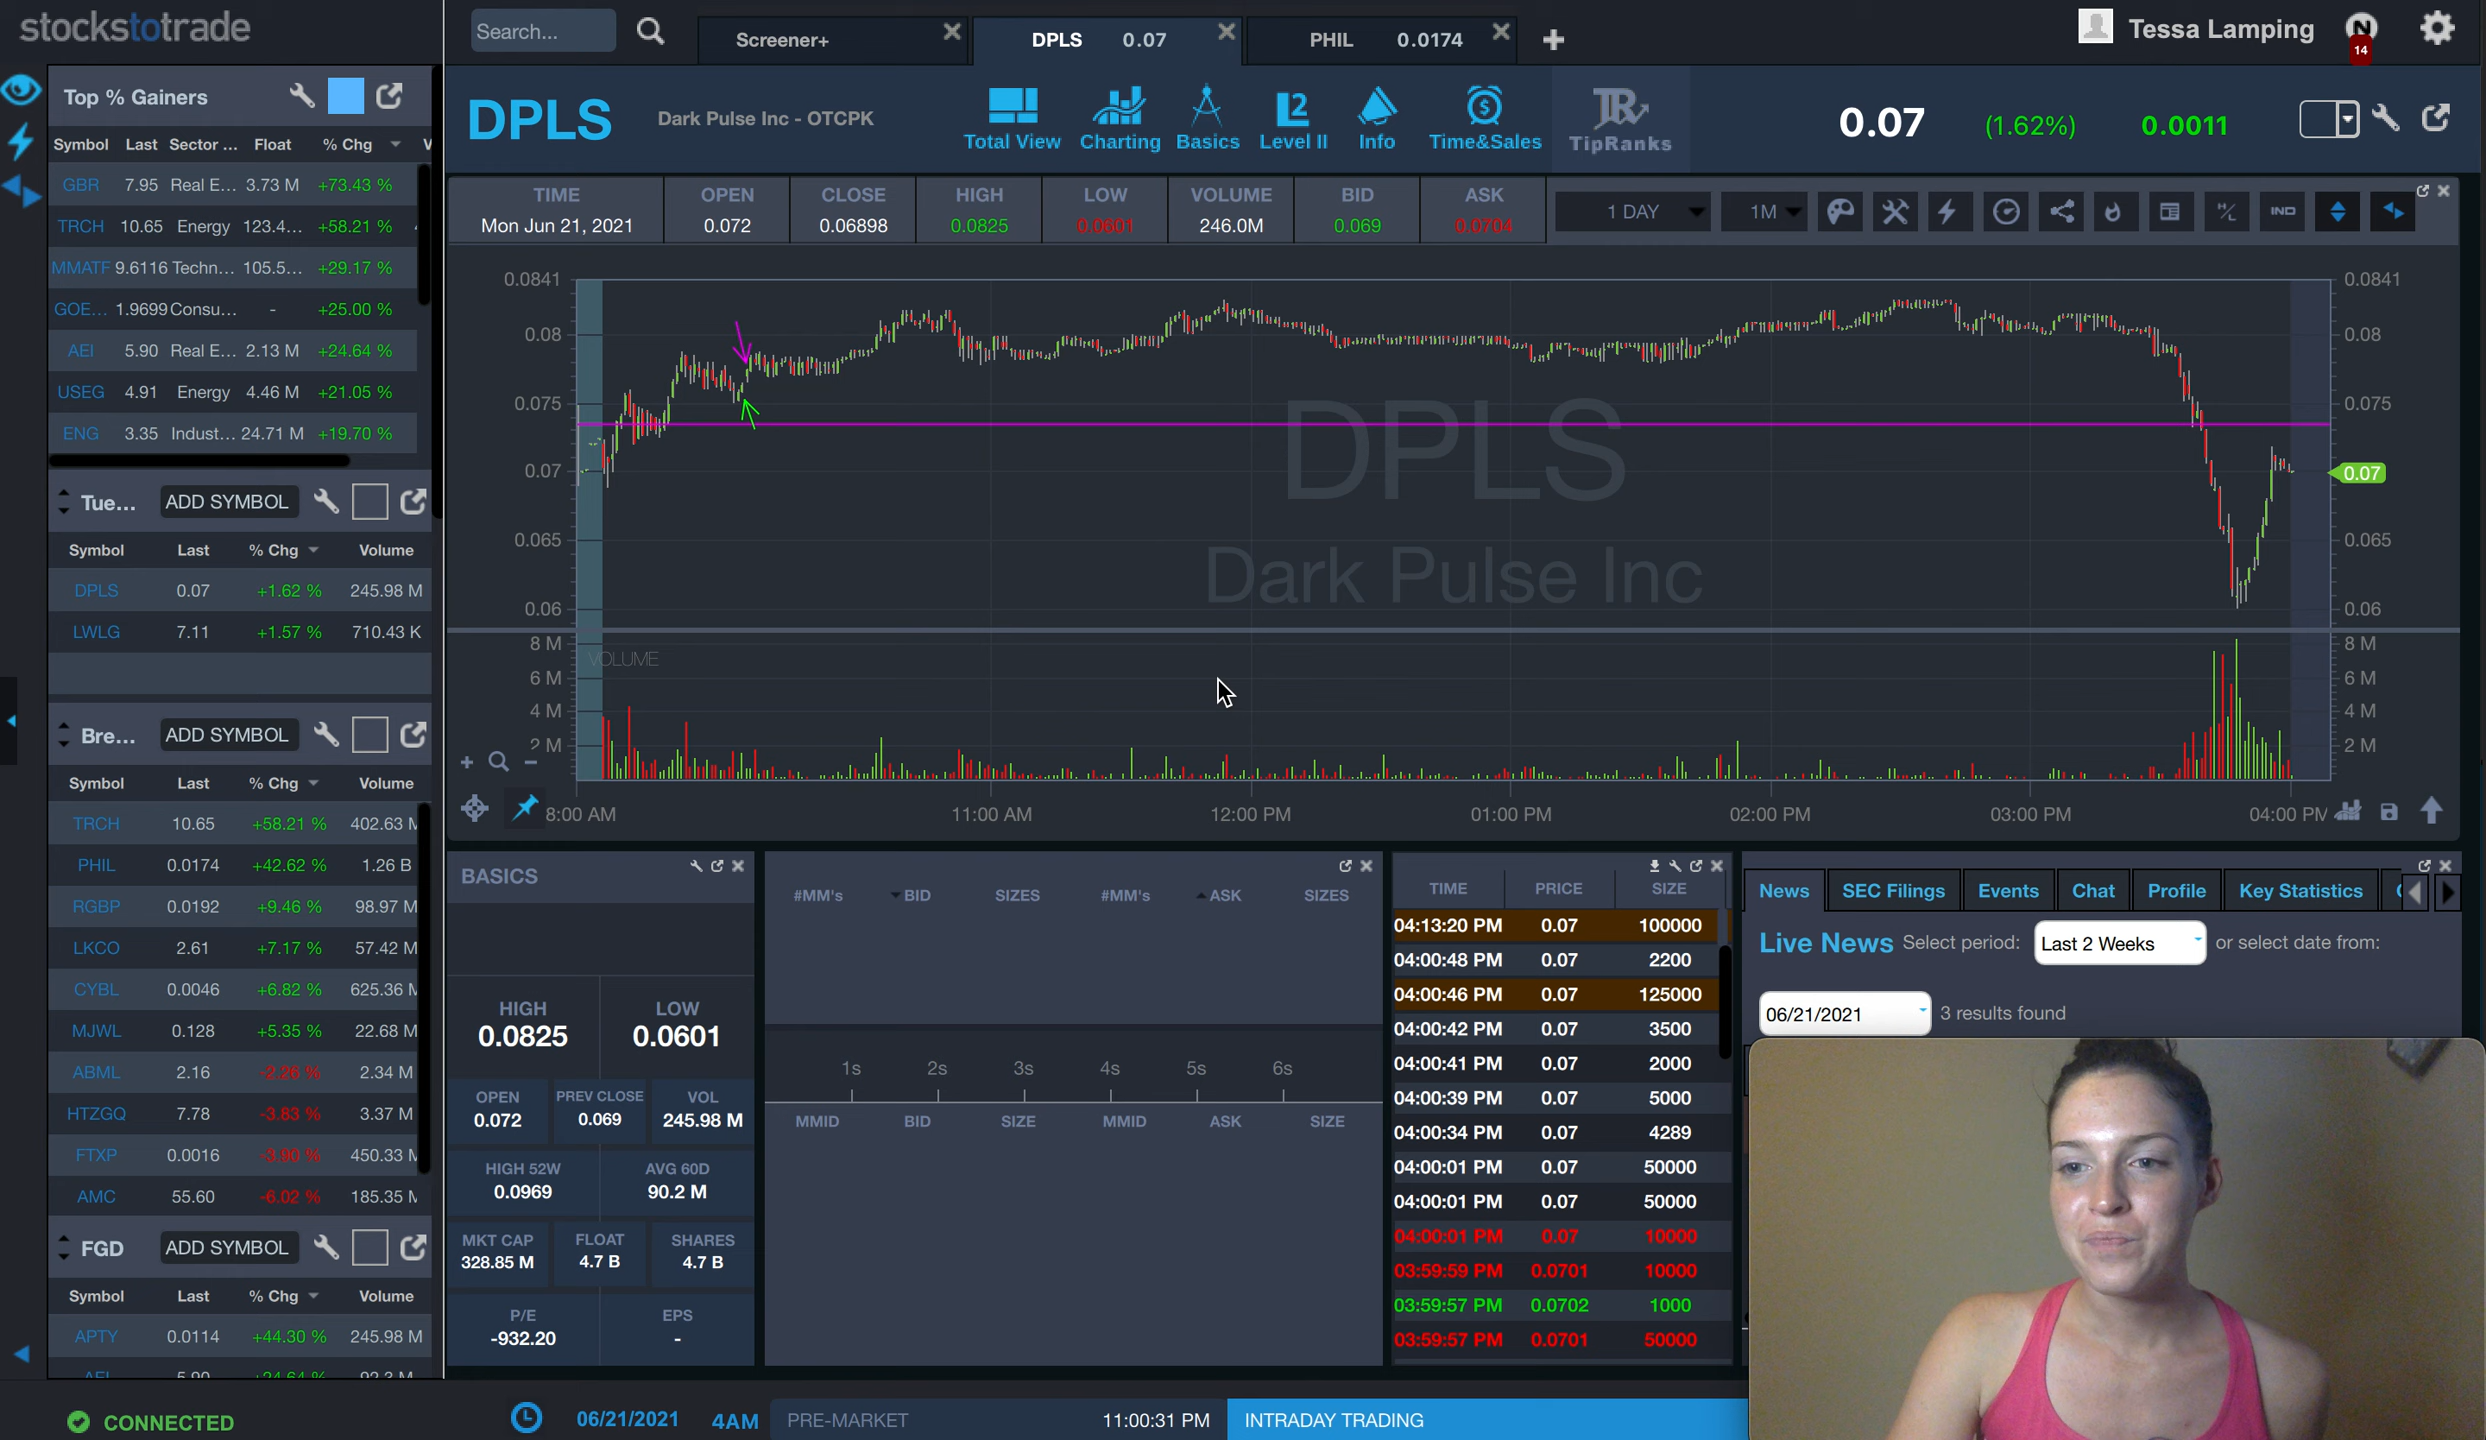 stockstotrade
Search...
Screener+
DPLS 0.07
PHIL 0.0174
Tessa Lamping
14
Top % Gainers
Symbol Last Sector ... Float % Chg
GBR 7.95 Real E... 3.73 M +73.43 %
TRCH 10.65 Energy 123.4... +58.21 %
MMATF 9.6116 Techn... 105.5... +29.17 %
GOE... 1.9699 Consu... - +25.00 %
AEI 5.90 Real E... 2.13 M +24.64 %
USEG 4.91 Energy 4.46 M +21.05 %
ENG 3.35 Indust... 24.71 M +19.70 %
Tue... ADD SYMBOL
Symbol Last % Chg Volume
DPLS 0.07 +1.62 % 245.98 M
LWLG 7.11 +1.57 % 710.43 K
Bre... ADD SYMBOL
Symbol Last % Chg Volume
TRCH 10.65 +58.21 % 402.63 M
PHIL 0.0174 +42.62 % 1.26 B
RGBP 0.0192 +9.46 % 98.97 M
LKCO 2.61 +7.17 % 57.42 M
CYBL 0.0046 +6.82 % 625.36 M
MJWL 0.128 +5.35 % 22.68 M
ABML 2.16 -2.26 % 2.34 M
HTZGQ 7.78 -3.83 % 3.37 M
FTXP 0.0016 -3.90 % 450.33 M
AMC 55.60 -6.02 % 185.35 M
FGD ADD SYMBOL
Symbol Last % Chg Volume
APTY 0.0114 +44.30 % 245.98 M
CONNECTED
DPLS
Dark Pulse Inc - OTCPK
Total View Charting Basics Level II Info Time&Sales TipRanks
0.07 (1.62%) 0.0011
TIME OPEN CLOSE HIGH LOW VOLUME BID ASK
Mon Jun 21, 2021 0.072 0.06898 0.0825 0.0601 246.0M 0.069 0.0704
1 DAY 1M
H/L IND
0.0841 0.0841
0.08 0.08
0.075 0.075
0.07 0.07
0.065 0.065
0.06 0.06
DPLS
Dark Pulse Inc
8 M 8 M
VOLUME
6 M 6 M
4 M 4 M
2 M 2 M
8:00 AM 11:00 AM 12:00 PM 01:00 PM 02:00 PM 03:00 PM 04:00 PM
BASICS
HIGH LOW
0.0825 0.0601
OPEN PREV CLOSE VOL
0.072 0.069 245.98 M
HIGH 52W AVG 60D
0.0969 90.2 M
MKT CAP FLOAT SHARES
328.85 M 4.7 B 4.7 B
P/E EPS
-932.20 -
#MM's BID SIZES #MM's ASK SIZES
1s 2s 3s 4s 5s 6s
MMID BID SIZE MMID ASK SIZE
TIME PRICE SIZE
04:13:20 PM 0.07 100000
04:00:48 PM 0.07 2200
04:00:46 PM 0.07 125000
04:00:42 PM 0.07 3500
04:00:41 PM 0.07 2000
04:00:39 PM 0.07 5000
04:00:34 PM 0.07 4289
04:00:01 PM 0.07 50000
04:00:01 PM 0.07 50000
04:00:01 PM 0.07 10000
03:59:59 PM 0.0701 10000
03:59:57 PM 0.0702 1000
03:59:57 PM 0.0701 50000
News SEC Filings Events Chat Profile Key Statistics
Live News Select period: Last 2 Weeks or select date from:
06/21/2021 3 results found
06/21/2021 4AM PRE-MARKET 11:00:31 PM INTRADAY TRADING